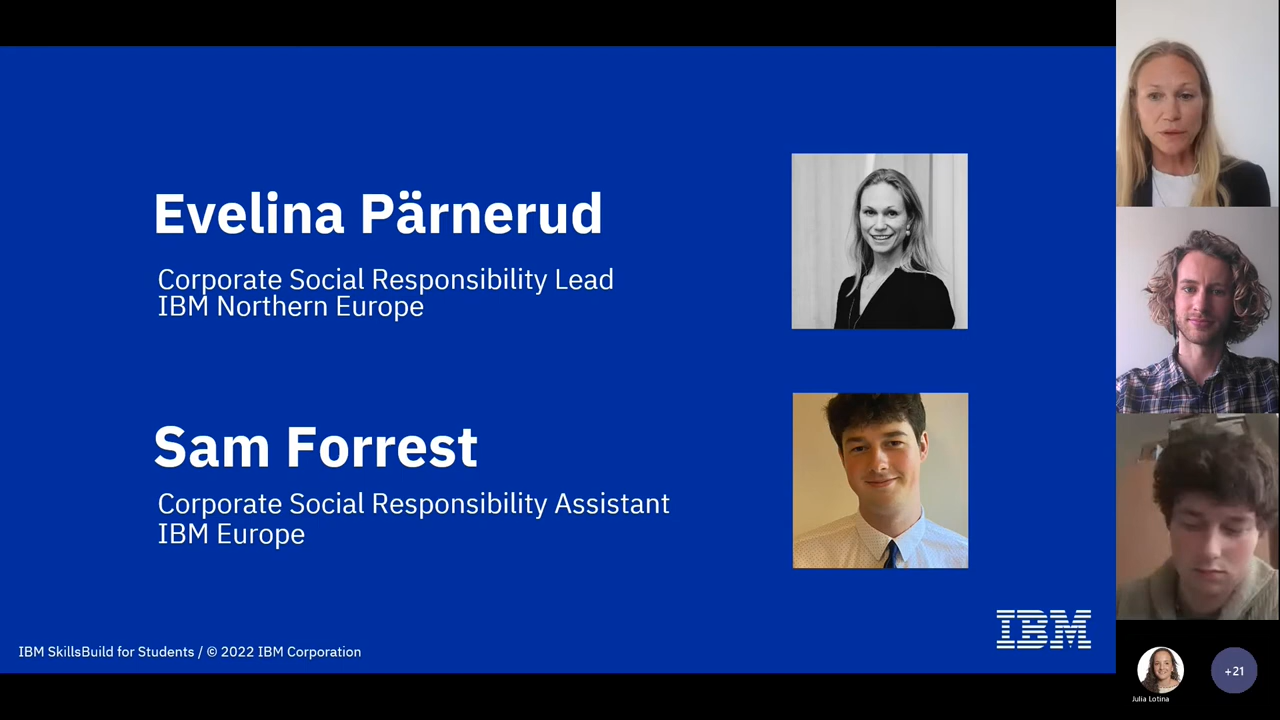 Evelina Pärnerud
Corporate Social Responsibility Lead
IBM Northern Europe
Sam Forrest
Corporate Social Responsibility Assistant
IBM Europe
IBM
IBM SkillsBuild for Students / © 2022 IBM Corporation
Julia Lotina
+21